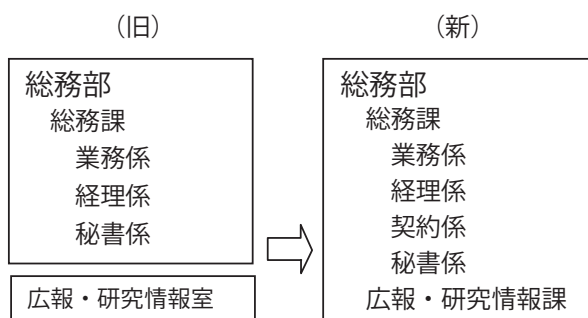 （旧）
総務部
総務課
業務係
経理係
秘書係
広報・研究情報室
（新）
総務部
総務課
業務係
経理係
契約係
秘書係
広報・研究情報課